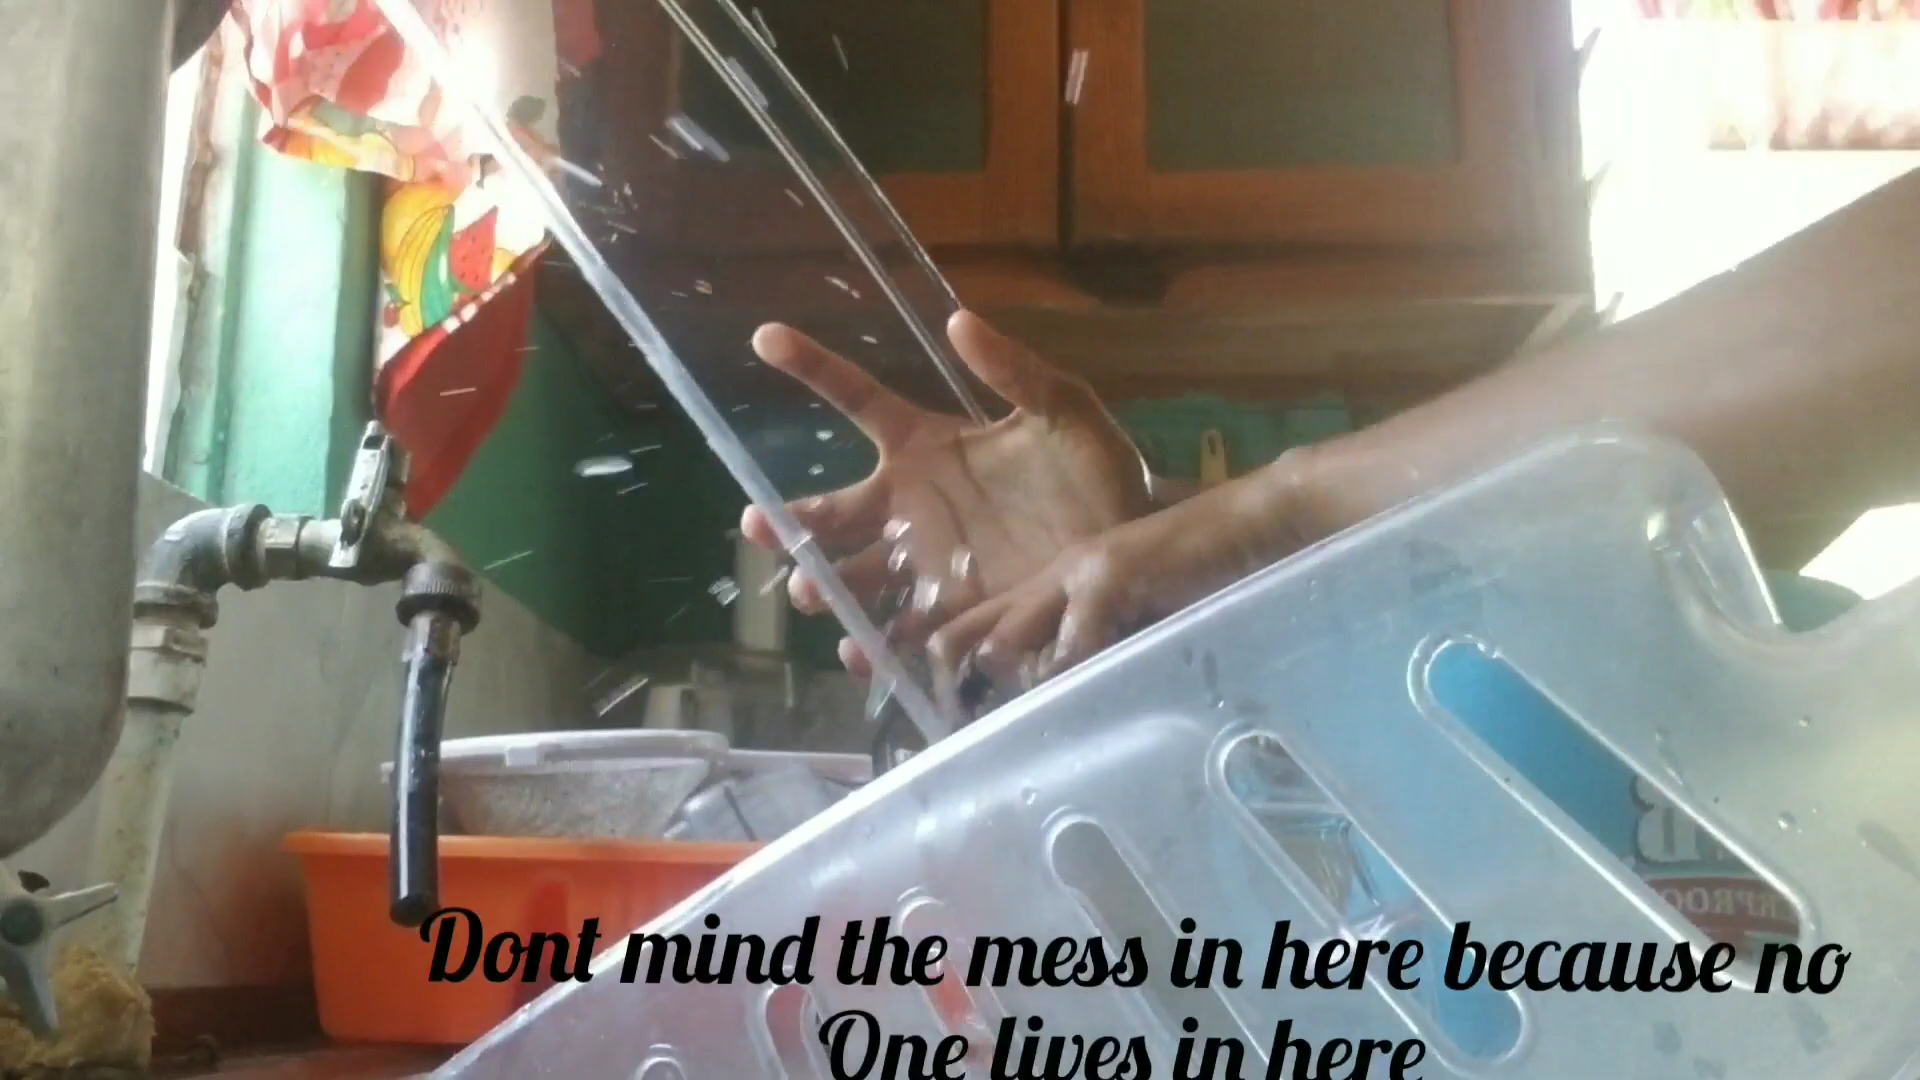 Dont mind the mess in here because no
One lives in here